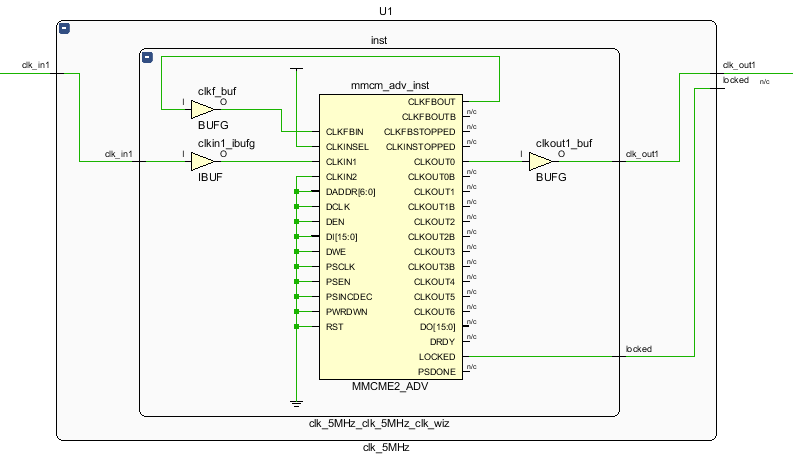 U1
inst
clk_in1
clk_out1
locked n/c
mmcm_adv_inst
clkf_buf
I O
BUFG
CLKFBOUT
CLKFBOUTB n/c
CLKFBIN CLKFBSTOPPED n/c
CLKINSEL CLKINSTOPPED n/c
clkin1_ibufg
clkout1_buf
clk_in1 I O CLKIN1 CLKOUT0 I O clk_out1
IBUF
BUFG
CLKIN2 CLKOUT0B n/c
DADDR[6:0] CLKOUT1 n/c
DCLK CLKOUT1B n/c
DEN CLKOUT2 n/c
DI[15:0] CLKOUT2B n/c
DWE CLKOUT3 n/c
PSCLK CLKOUT3B n/c
PSEN CLKOUT4 n/c
PSINCDEC CLKOUT5 n/c
PWRDWN CLKOUT6 n/c
RST DO[15:0] n/c
DRDY n/c
LOCKED locked
PSDONE n/c
MMCME2_ADV
clk_5MHz_clk_5MHz_clk_wiz
clk_5MHz